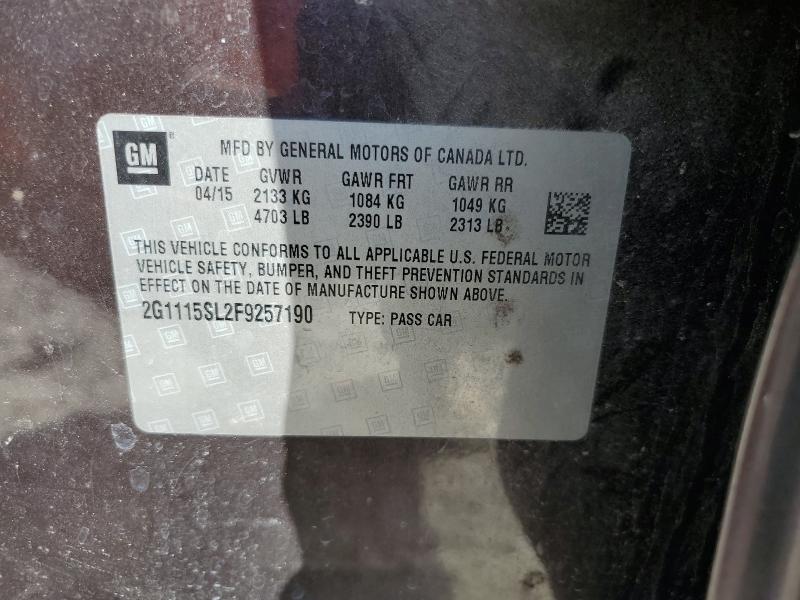 GM ® MFD BY GENERAL MOTORS OF CANADA LTD.
DATE GVWR GAWR FRT GAWR RR
04/15 2133 KG 1084 KG 1049 KG
4703 LB 2390 LB 2313 LB
THIS VEHICLE CONFORMS TO ALL APPLICABLE U.S. FEDERAL MOTOR
VEHICLE SAFETY, BUMPER, AND THEFT PREVENTION STANDARDS IN
EFFECT ON THE DATE OF MANUFACTURE SHOWN ABOVE.
2G1115SL2F9257190 TYPE: PASS CAR